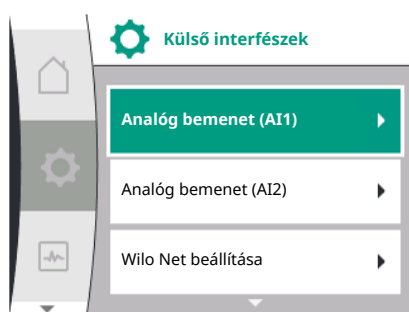 Külső interfészek
Analóg bemenet (AI1)
Analóg bemenet (AI2)
Wilo Net beállítása